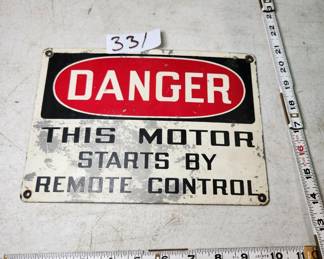 331
DANGER
THIS MOTOR
STARTS BY
REMOTE CONTROL